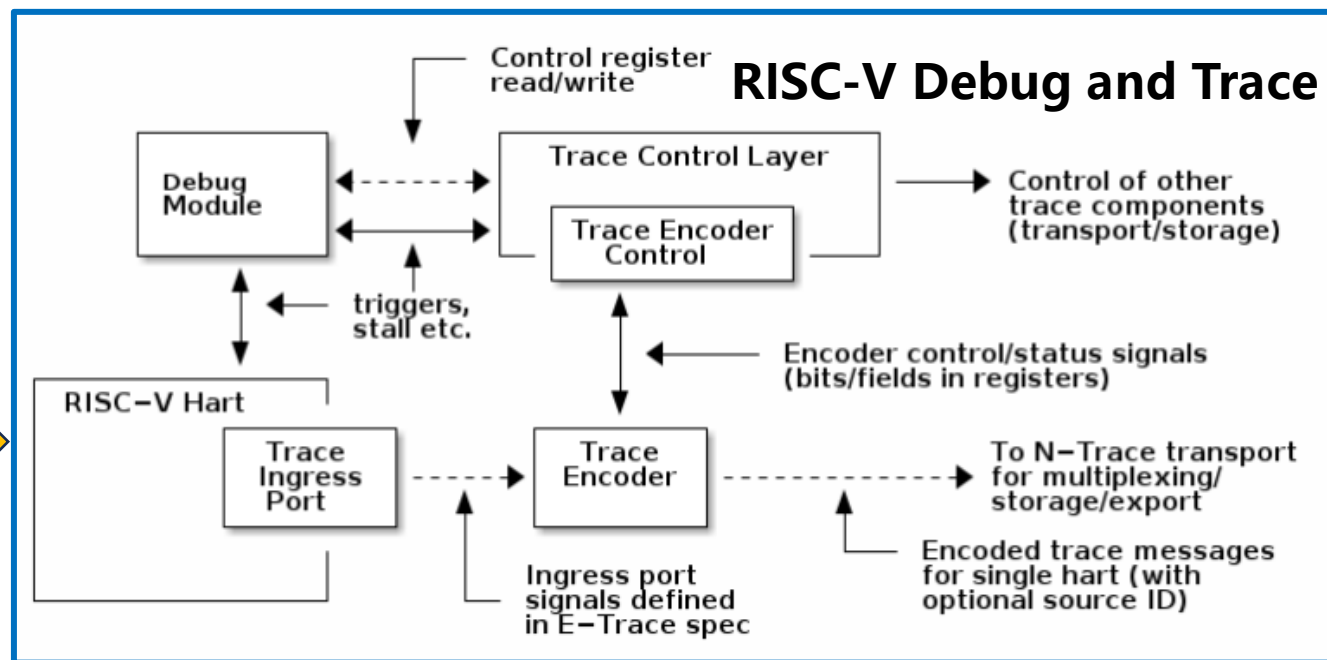 RISC-V Debug and Trace
Control register
read/write
Debug
Module
Trace Control Layer
Trace Encoder
Control
Control of other
trace components
(transport/storage)
triggers,
stall etc.
Encoder control/status signals
(bits/fields in registers)
RISC-V Hart
Trace
Ingress
Port
Trace
Encoder
To N-Trace transport
for multiplexing/
storage/export
Ingress port
signals defined
in E-Trace spec
Encoded trace messages
for single hart (with
optional source ID)